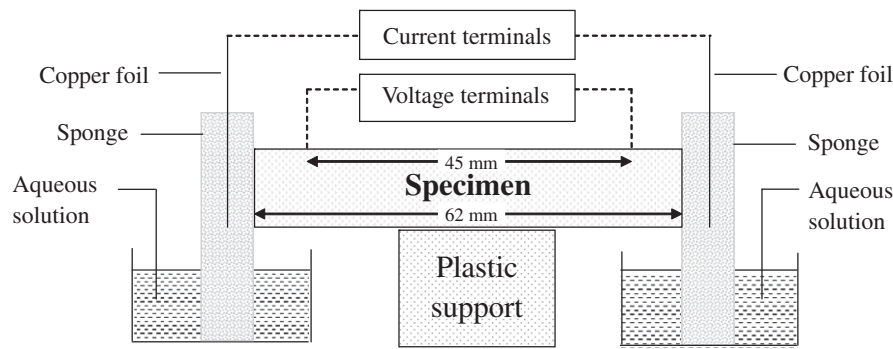 Current terminals
Copper foil
Copper foil
Voltage terminals
Sponge
Sponge
45 mm
Specimen
Aqueous
solution
Aqueous
solution
62 mm
Plastic
support